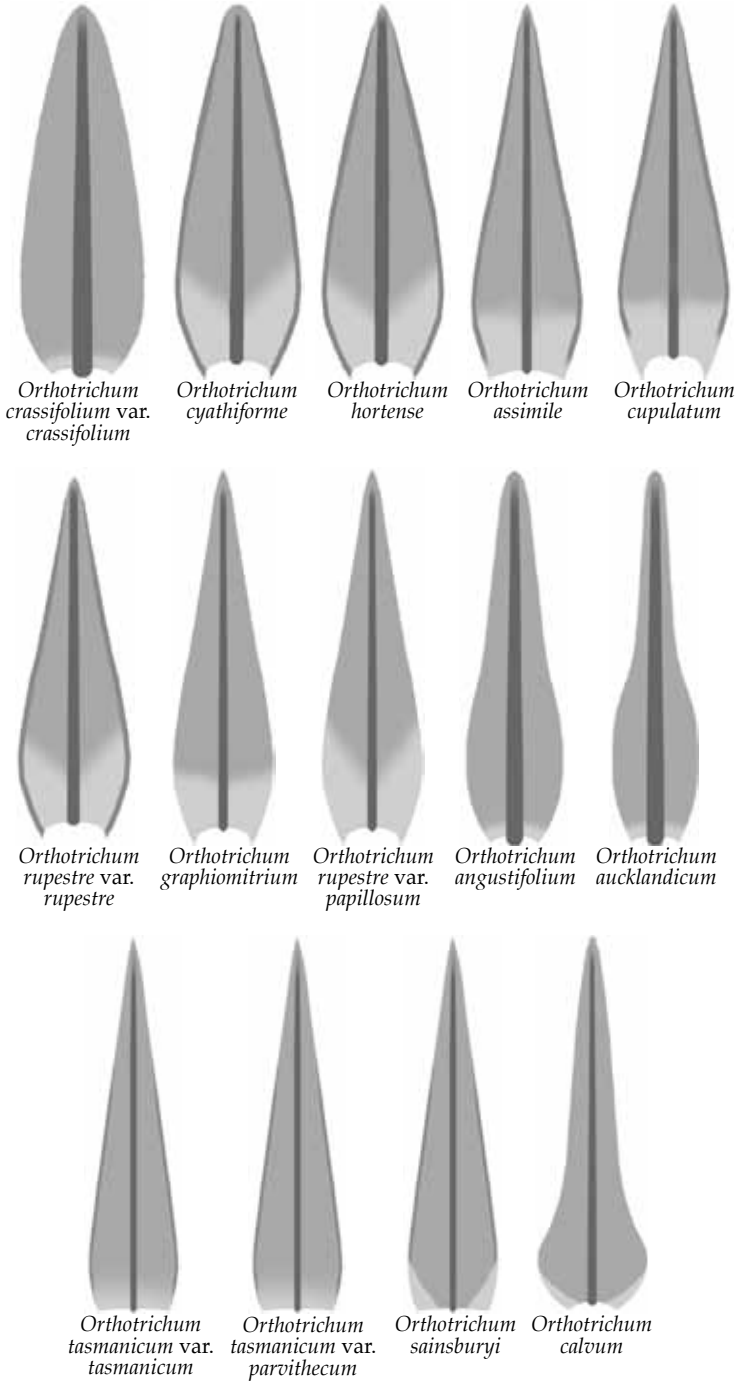 Orthotrichum crassifolium var. crassifolium
Orthotrichum cyathiforme
Orthotrichum hortense
Orthotrichum assimile
Orthotrichum cupulatum
Orthotrichum rupestre var. rupestre
Orthotrichum graphiomitrium
Orthotrichum rupestre var. papillosum
Orthotrichum angustifolium
Orthotrichum aucklandicum
Orthotrichum tasmanicum var. tasmanicum
Orthotrichum tasmanicum var. parvithecum
Orthotrichum sainsburyi
Orthotrichum calvum